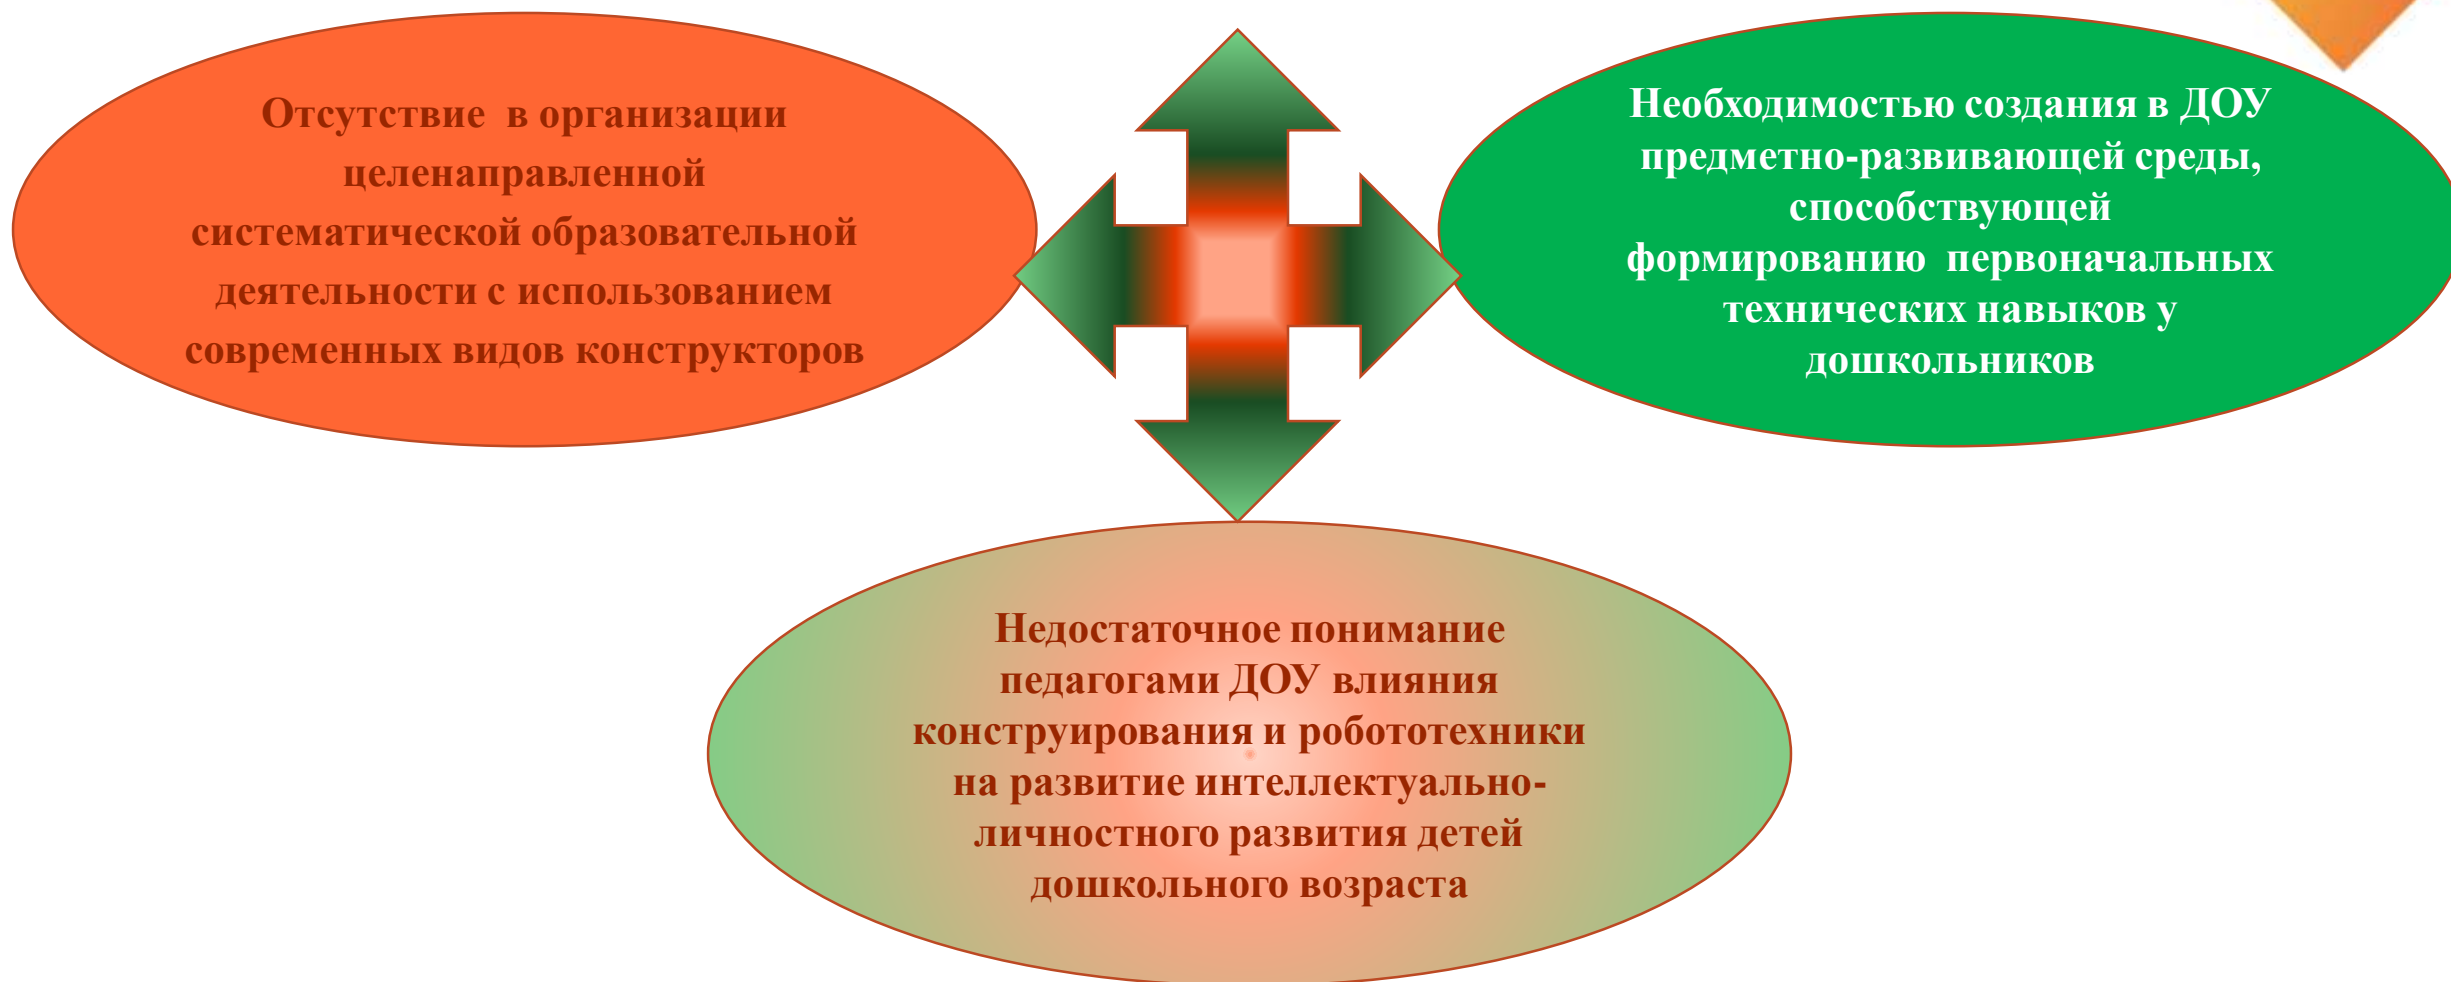 Отсутствие в организации
целенаправленной
систематической образовательной
деятельности с использованием
современных видов конструкторов
Необходимостью создания в ДОУ
предметно-развивающей среды,
способствующей
формированию первоначальных
технических навыков у
дошкольников
Недостаточное понимание
педагогами ДОУ влияния
конструирования и робототехники
на развитие интеллектуально-
личностного развития детей
дошкольного возраста